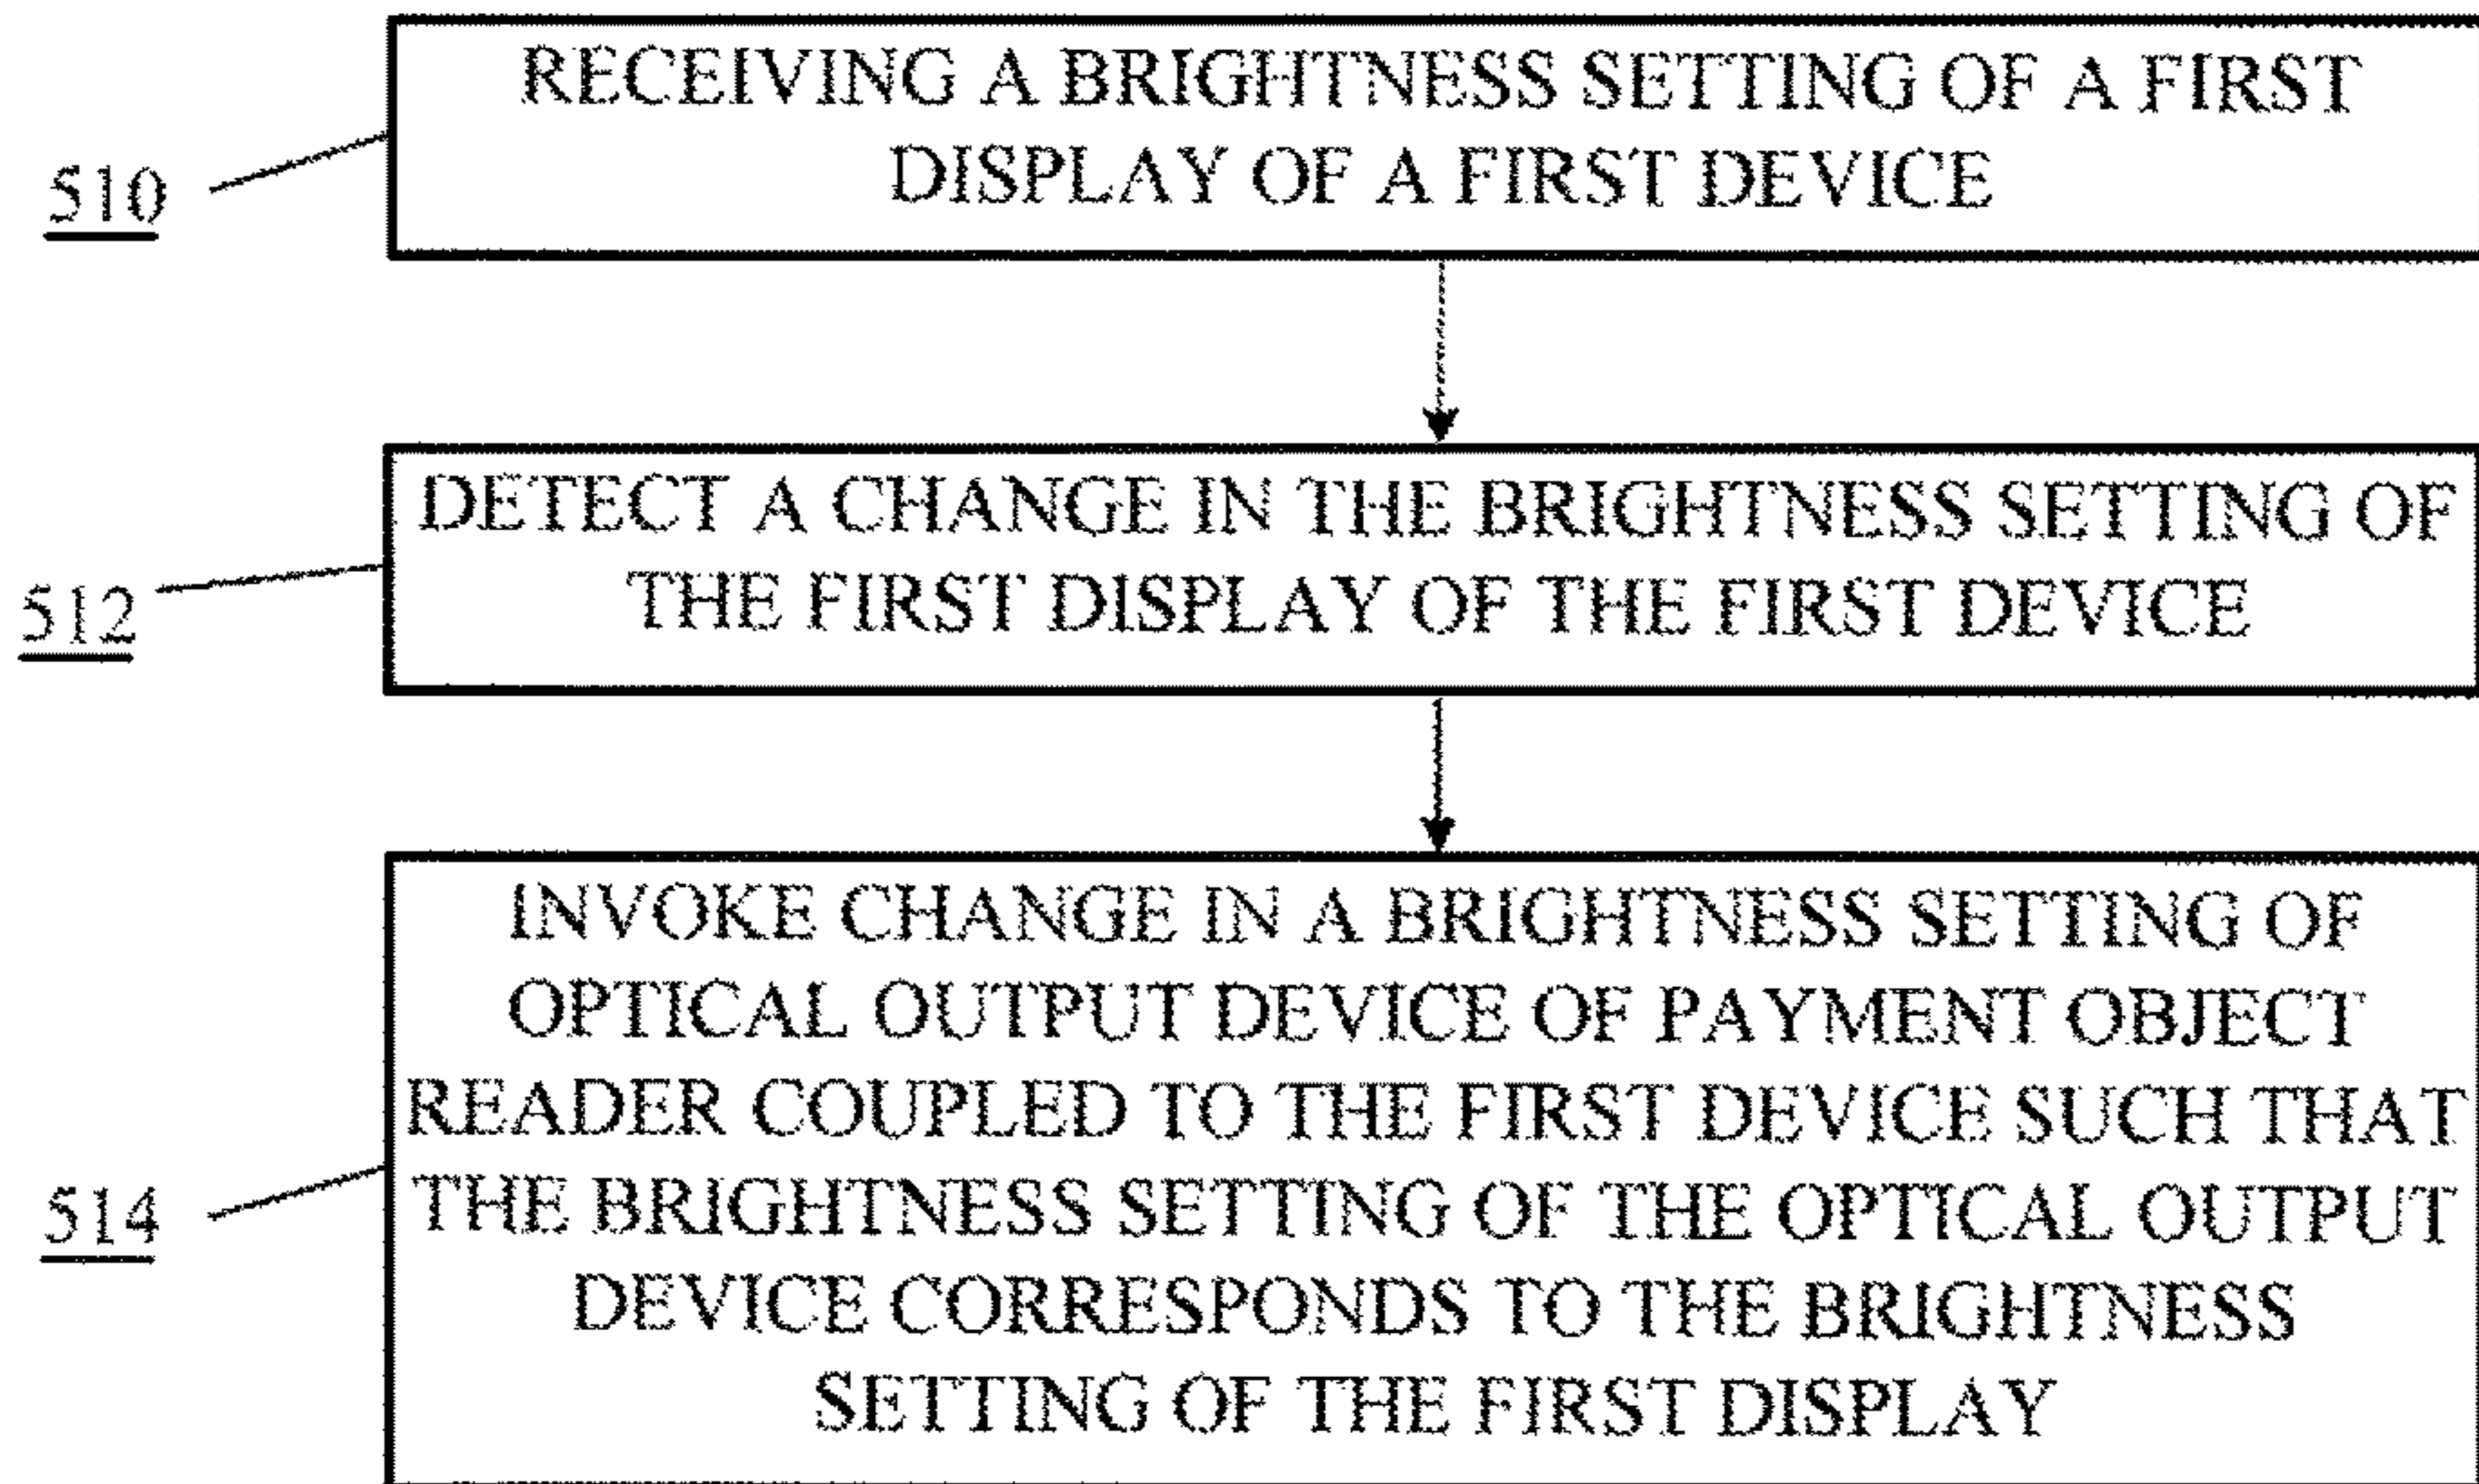 RECEIVING A BRIGHTNESS SETTING OF A FIRST
DISPLAY OF A FIRST DEVICE
510
DETECT A CHANGE IN THE BRIGHTNESS SETTING OF
THE FIRST DISPLAY OF THE FIRST DEVICE
512
INVOKE CHANGE IN A BRIGHTNESS SETTING OF
OPTICAL OUTPUT DEVICE OF PAYMENT OBJECT
READER COUPLED TO THE FIRST DEVICE SUCH THAT
THE BRIGHTNESS SETTING OF THE OPTICAL OUTPUT
DEVICE CORRESPONDS TO THE BRIGHTNESS
SETTING OF THE FIRST DISPLAY
514